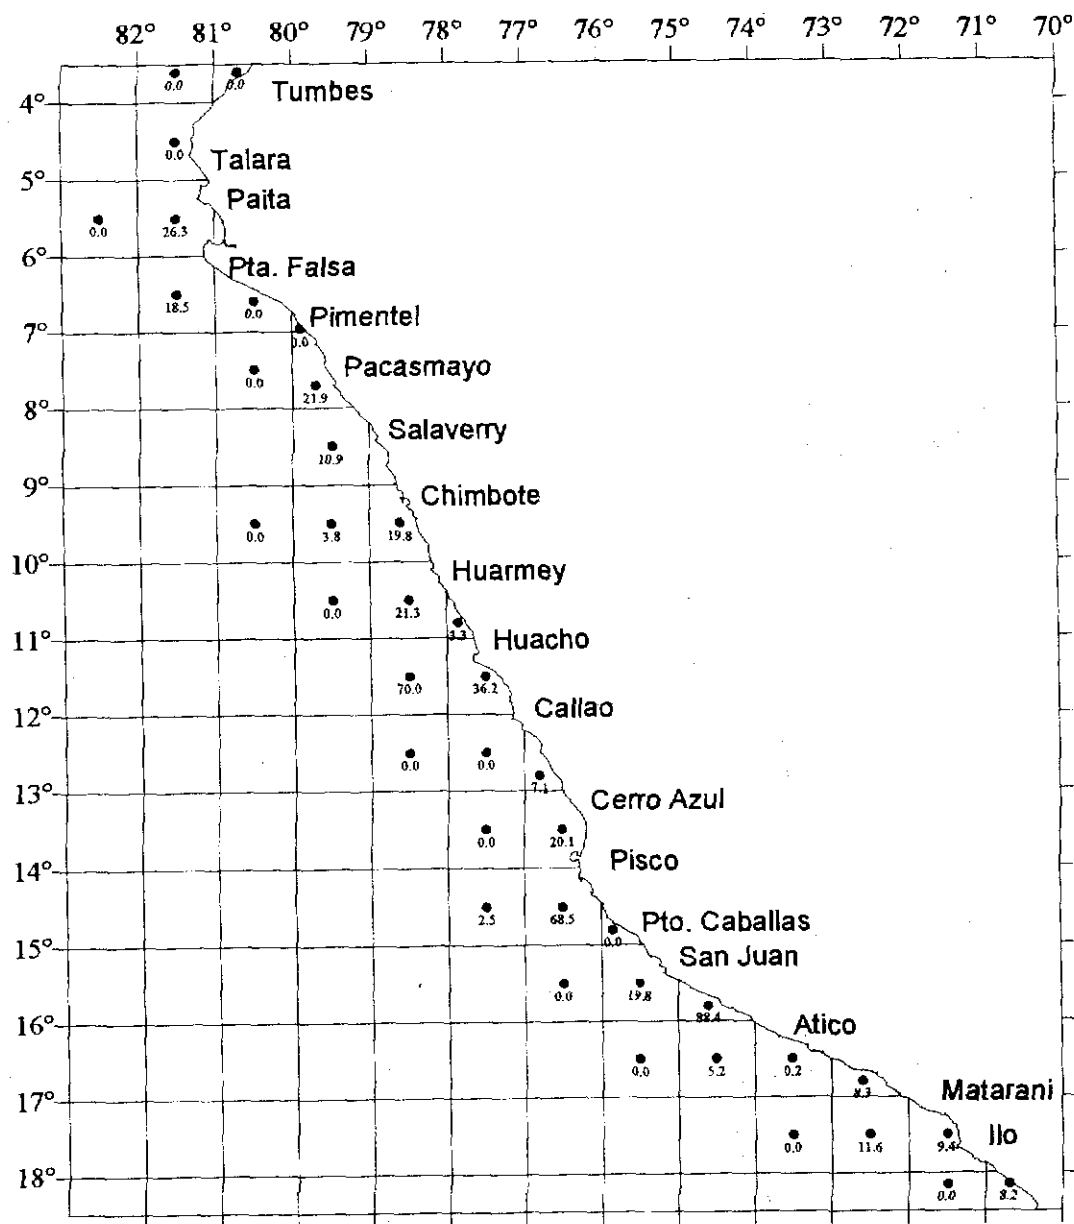 82° 81° 80° 79° 78° 77° 76° 75° 74° 73° 72° 71° 70°
0.0 0.0 Tumbes
4°
0.0 Talara
5°
Paita
0.0 26.3
6°
Pta. Falsa
18.5 0.0
Pimentel
7° 0.0
0.0 Pacasmayo
21.9
8°
Salaverry
10.9
9°
Chimbote
0.0 3.8 19.8
10°
Huarmey
0.0 21.3
3.3
11° Huacho
70.0 36.2
12° Callao
0.0 0.0
7.1
13° Cerro Azul
0.0 20.1
Pisco
14°
2.5 68.5
Pto. Caballas
0.0
15°
San Juan
0.0 19.8
88.4
16° Atico
0.0 5.2 0.2
8.3
17° Matarani
Ilo
0.0 11.6 9.4
18°
0.0 8.2